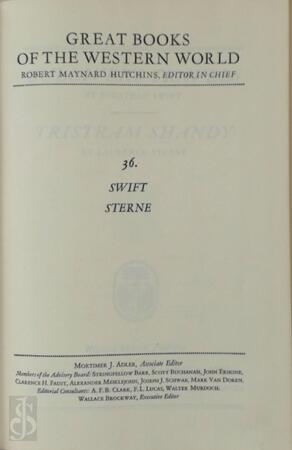 GREAT BOOKS
OF THE WESTERN WORLD
ROBERT MAYNARD HUTCHINS, EDITOR IN CHIEF
TRISTRAM SHANDY
36.
SWIFT
STERNE
MORTIMER J. ADLER, Associate Editor
Members of the Advisory Board: STRINGFELLOW BARR, SCOTT BUCHANAN, JOHN ERSKINE,
CLARENCE H. FAUST, ALEXANDER MEIKLEJOHN, JOSEPH J. SCHWAB, MARK VAN DOREN.
Editorial Consultants: A. F. B. CLARK, F. L. LUCAS, WALTER MURDOCH.
WALLACE BROCKWAY, Executive Editor